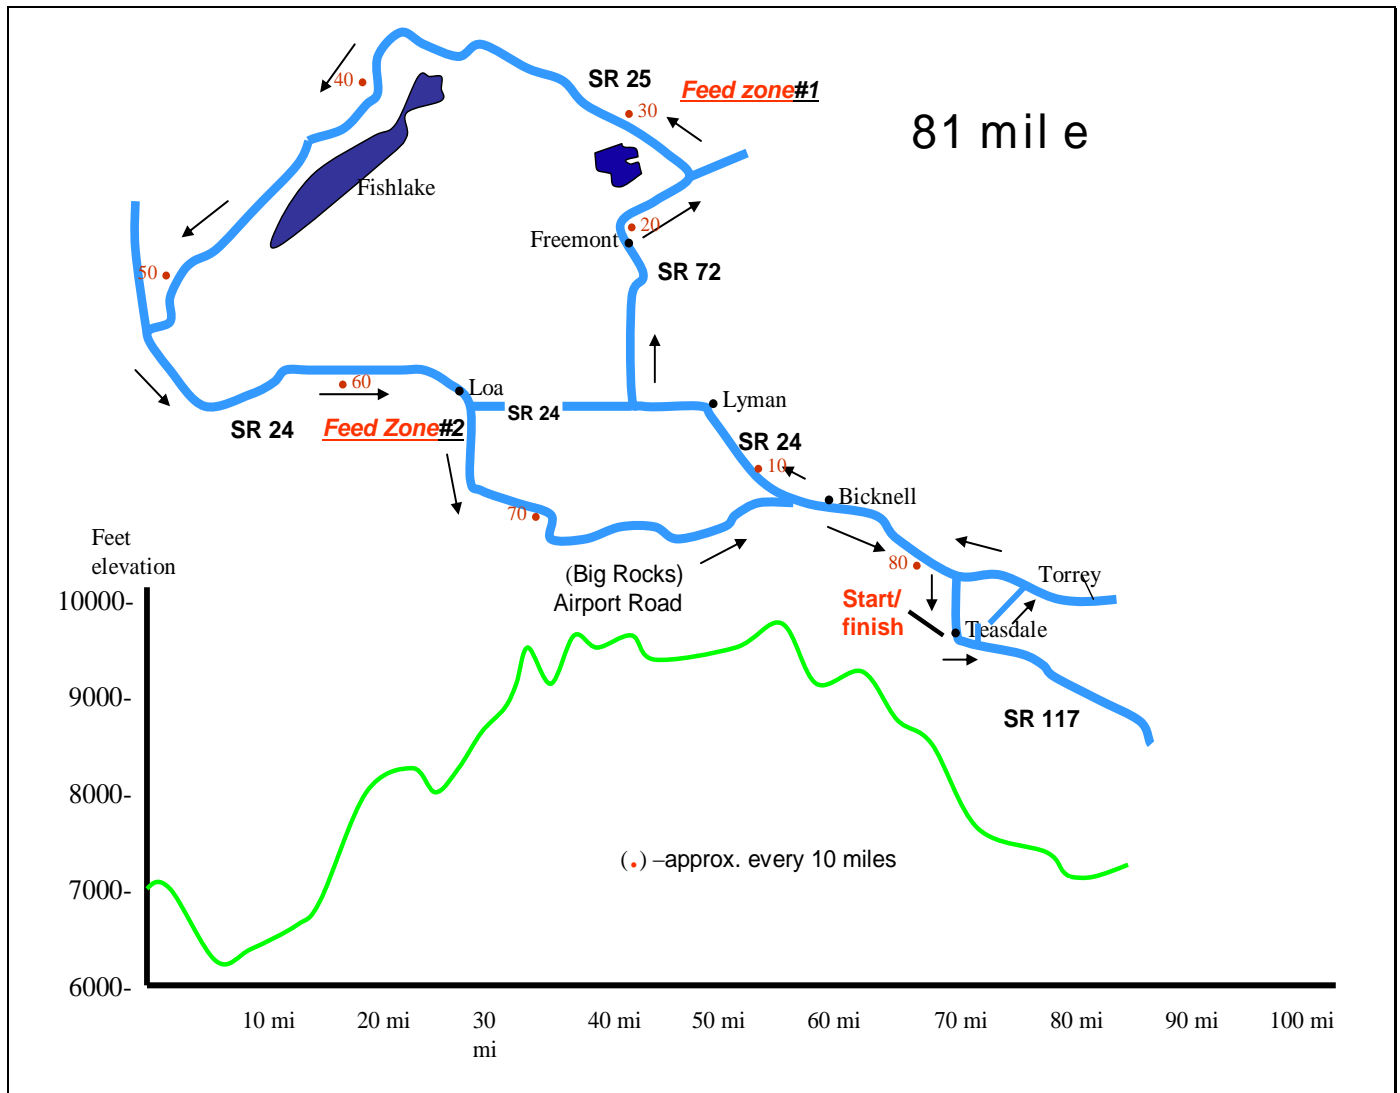 SR 25
Feed zone#1
40
30
81 mil e
Fishlake
20
Freemont
SR 72
50
60
Loa
SR 24
Lyman
SR 24
Feed Zone#2
SR 24
10
Bicknell
70
80
Feet
elevation
(Big Rocks)
Airport Road
Torrey
Start/
finish
Teasdale
SR 117
10000-
9000-
8000-
7000-
6000-
(.) –approx. every 10 miles
10 mi
20 mi
30
mi
40 mi
50 mi
60 mi
70 mi
80 mi
90 mi
100 mi